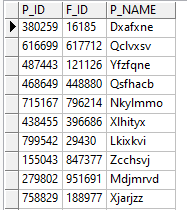 P_ID F_ID P_NAME
380259 16185 Dxafxne
616699 617712 Qclvxsv
487443 121126 Yfzfqne
468649 448880 Qsfhacb
715167 796214 Nkylmmo
438455 396686 Xlhityx
799542 29430 Lkixkvi
155043 847377 Zcchsvj
279802 951691 Mdjmrvd
758829 188977 Xjarjzz